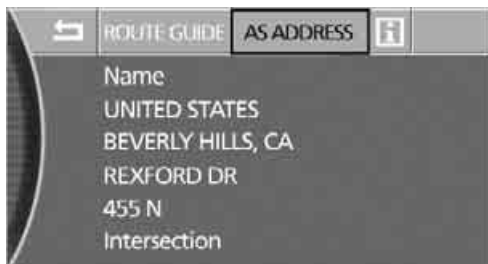 ROUTE GUIDE AS ADDRESS i
Name
UNITED STATES
BEVERLY HILLS, CA
REXFORD DR
455 N
Intersection